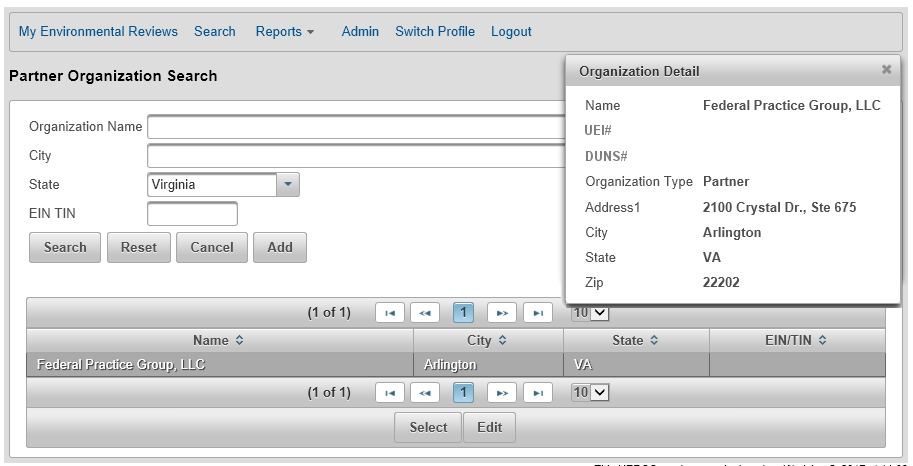 My Environmental Reviews Search Reports Admin Switch Profile Logout
Partner Organization Search
Organization Name
City
State Virginia
EIN TIN
Search Reset Cancel Add
Organization Detail
Name Federal Practice Group, LLC
UEI#
DUNS#
Organization Type Partner
Address1 2100 Crystal Dr., Ste 675
City Arlington
State VA
Zip 22202
(1 of 1) 1 10
Name City State EIN/TIN
Federal Practice Group, LLC Arlington VA
(1 of 1) 1 10
Select Edit